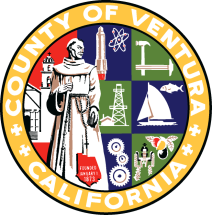 COUNTY OF VENTURA
FOUNDED
JANUARY 1
1873
CALIFORNIA